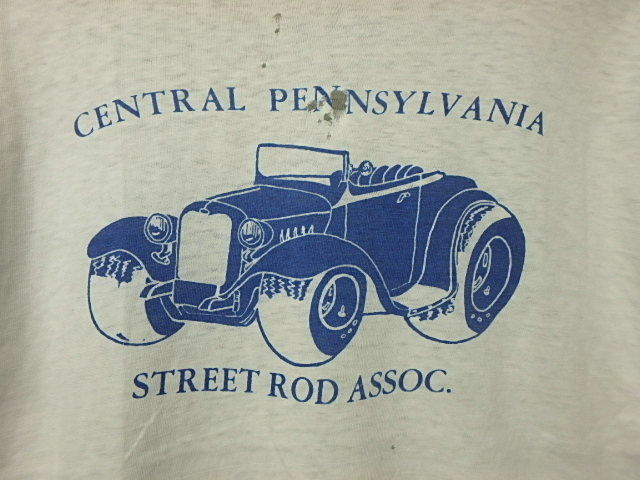 CENTRAL PENNSYLVANIA
STREET ROD ASSOC.